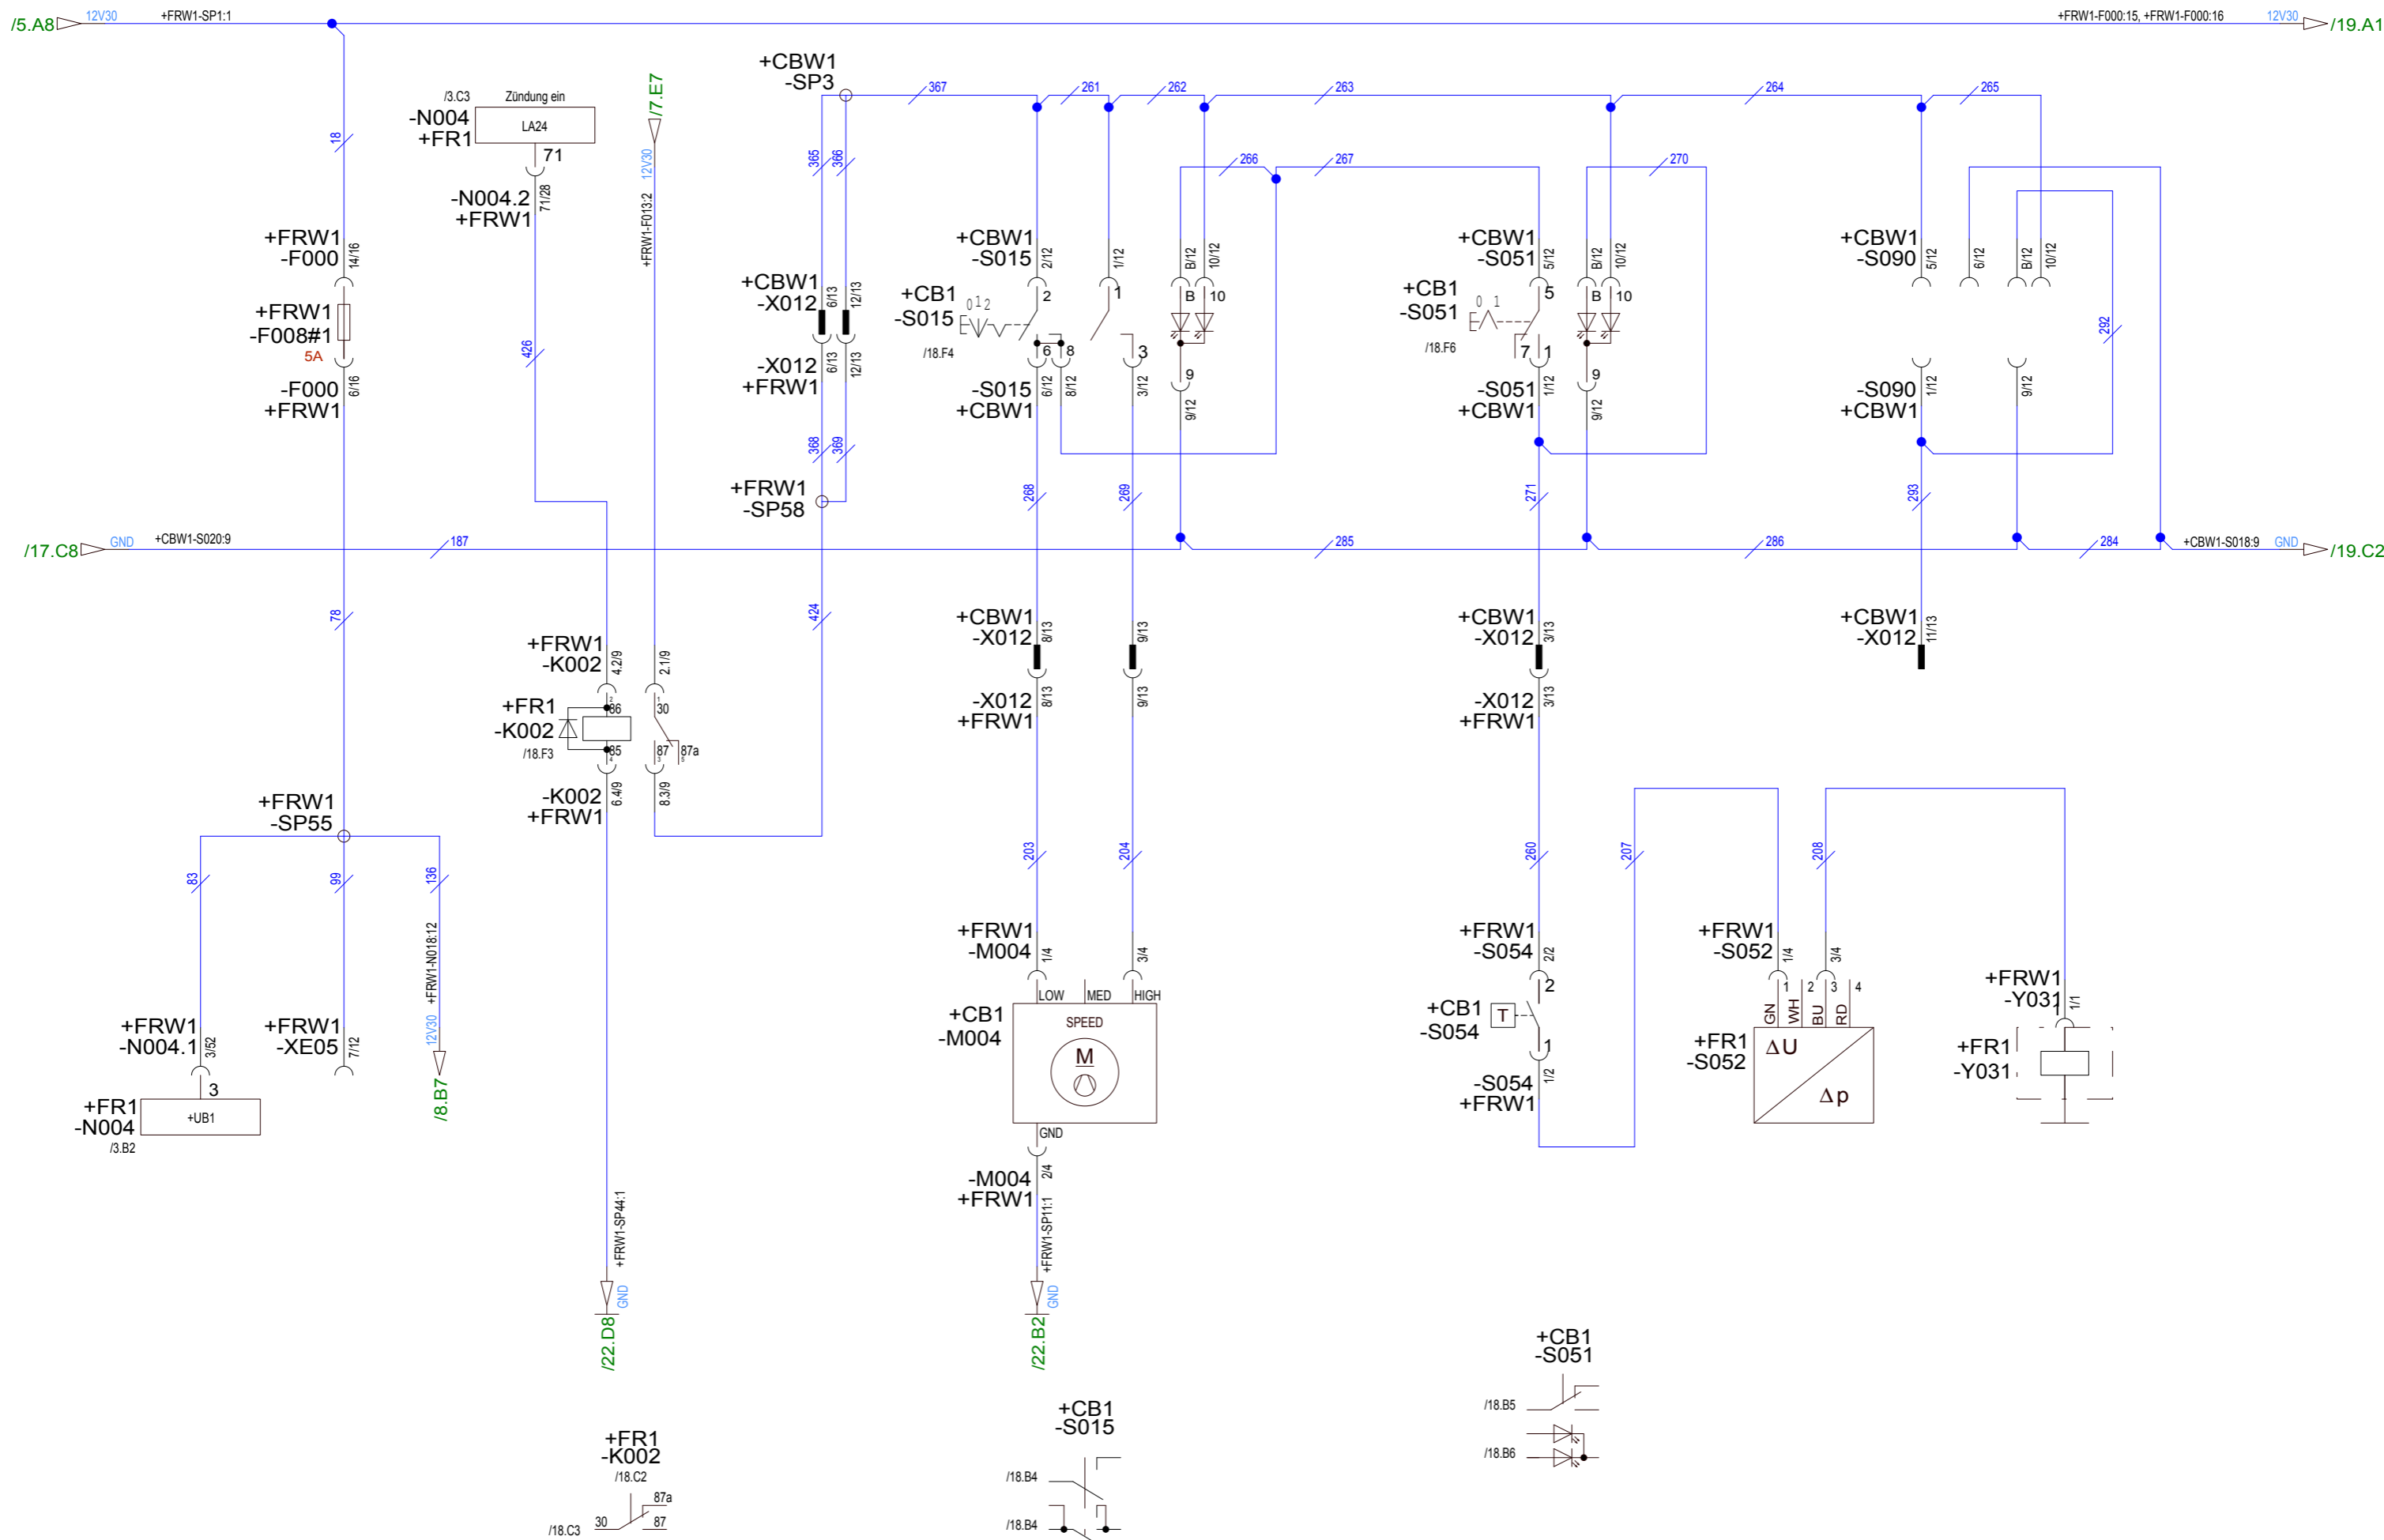 /5.A8 12V30 +FRW1-SP1:1 +FRW1-F000:15, +FRW1-F000:16 12V30 /19.A1
+CBW1
-SP3
367 261 262 263 264 265
/3.C3 Zündung ein
-N004
+FR1
LA24
71
-N004.2
+FRW1
71/28
/7.E7
12V30
+FRW1-F013:2
18
365 366
266 267 270
+FRW1
-F000
14/16
+FRW1
-F008#1
5A
-F000
+FRW1
6/16
426
+CBW1
-X012
6/13 12/13
-X012
+FRW1
6/13 12/13
368 369
+FRW1
-SP58
+CBW1
-S015
2/12 1/12 B/12 10/12
+CB1
-S015
0 1 2
/18.F4
2 1 B 10
6 8 3 9
-S015
+CBW1
6/12 8/12 3/12 9/12
+CBW1
-S051
5/12 B/12 10/12
+CB1
-S051
0 1
/18.F6
5 B 10
7 1 9
-S051
+CBW1
1/12 9/12
+CBW1
-S090
5/12 6/12 B/12 10/12
292
-S090
+CBW1
1/12 9/12
268 269 271 293
/17.C8 GND +CBW1-S020:9 187 285 286 284 +CBW1-S018:9 GND /19.C2
78
424
+FRW1
-K002
4.2/9 2.1/9
+FR1
-K002
/18.F3
2
86
85
4
1
30
87
3
87a
5
-K002
+FRW1
6.4/9 8.3/9
+CBW1
-X012
8/13 9/13
-X012
+FRW1
8/13 9/13
+CBW1
-X012
3/13
-X012
+FRW1
3/13
+CBW1
-X012
11/13
+FRW1
-SP55
83 99 136
203 204 260 207 208
+FRW1-N018:12
12V30
/8.B7
+FRW1
-N004.1
3/52
3
+FR1
-N004
+UB1
/3.B2
+FRW1
-XE05
7/12
+FRW1
-M004
1/4 3/4
LOW MED HIGH
+CB1
-M004
SPEED
M
GND
-M004
+FRW1
2/4
+FRW1-SP11:1
GND
/22.B2
+FRW1
-S054
2/2
2
+CB1
-S054
T
1
-S054
+FRW1
1/2
+FRW1
-S052
1/4 3/4
1 2 3 4
GN WH BU RD
+FR1
-S052
ΔU
Δp
+FRW1
-Y031
1/1
+FR1
-Y031
+FRW1-SP44:1
GND
/22.D8
+CB1
-S051
/18.B5
/18.B6
+CB1
-S015
/18.B4
/18.B4
+FR1
-K002
/18.C2
87a
/18.C3 30 87